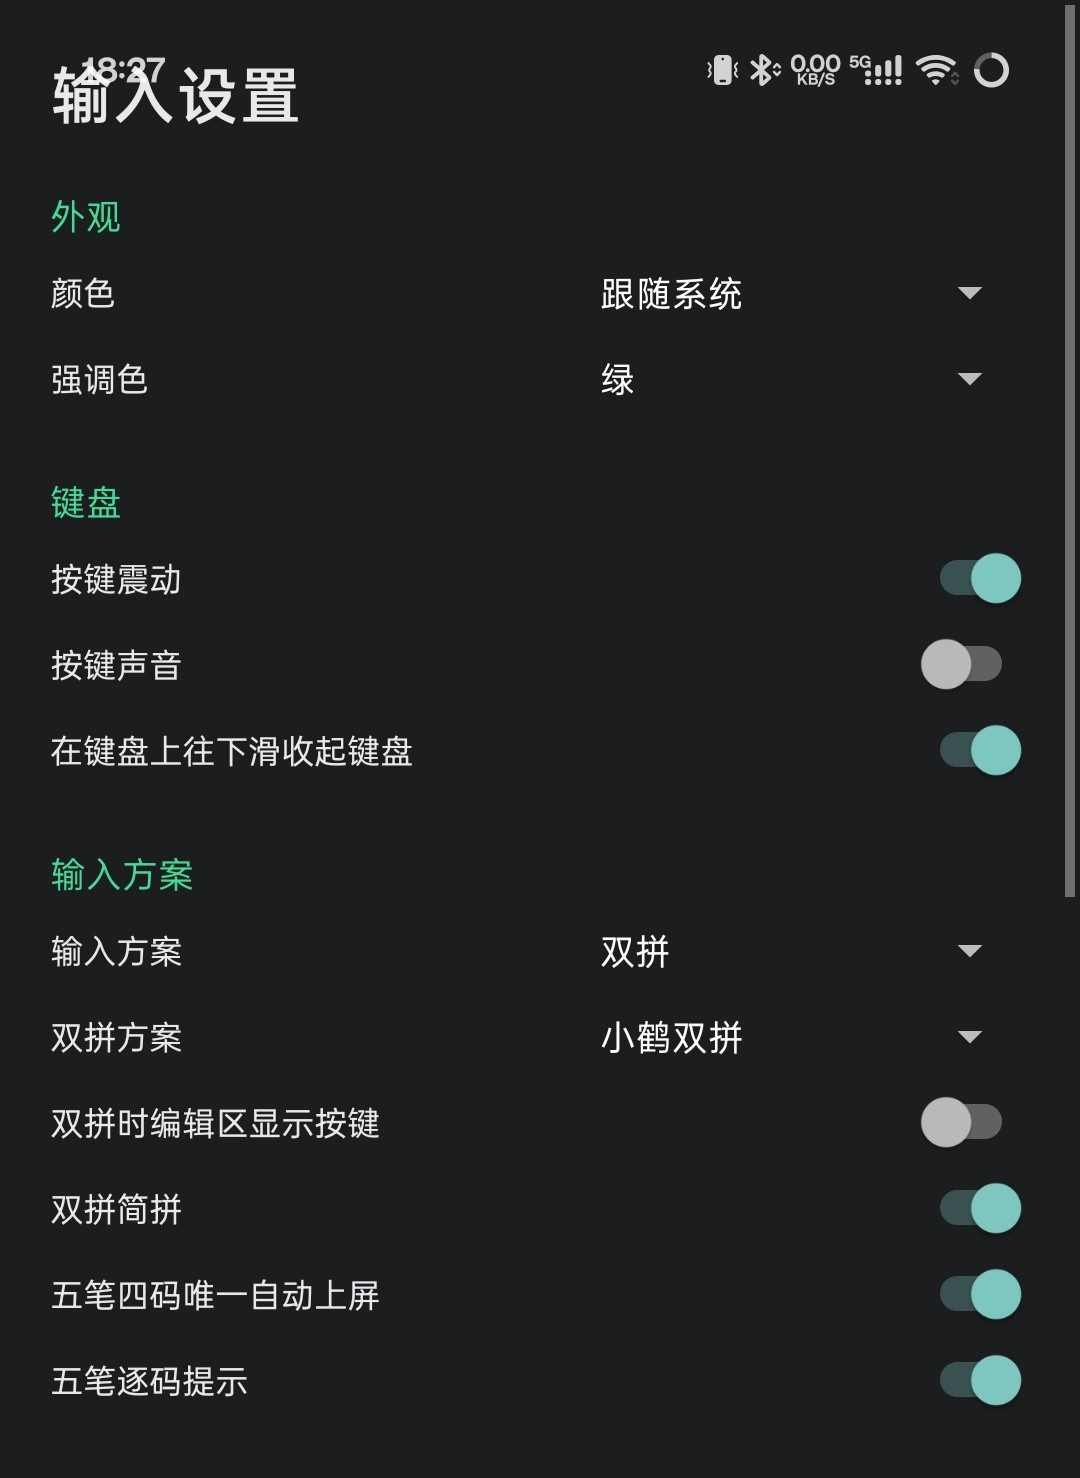 18:27
0.00
KB/S
5G
输入设置
外观
颜色 跟随系统
强调色 绿
键盘
按键震动
按键声音
在键盘上往下滑收起键盘
输入方案
输入方案 双拼
双拼方案 小鹤双拼
双拼时编辑区显示按键
双拼简拼
五笔四码唯一自动上屏
五笔逐码提示